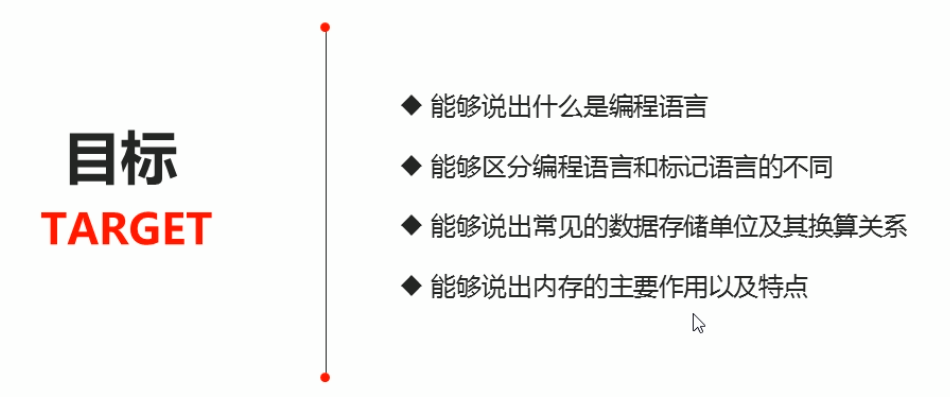 目标
TARGET
◆ 能够说出什么是编程语言
◆ 能够区分编程语言和标记语言的不同
◆ 能够说出常见的数据存储单位及其换算关系
◆ 能够说出内存的主要作用以及特点